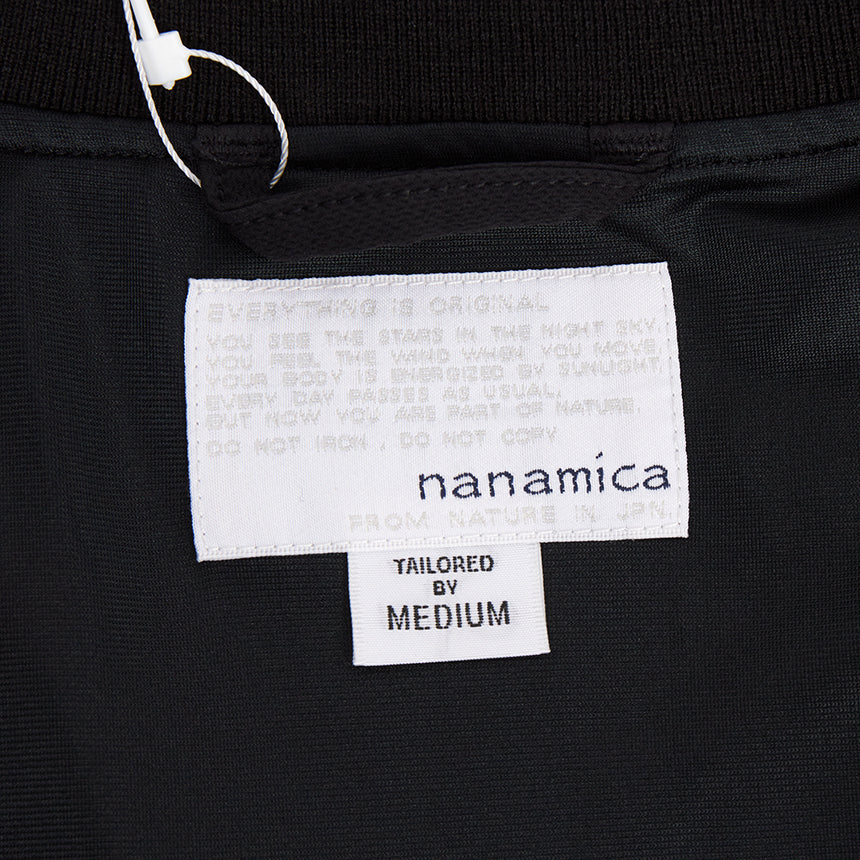 EVERYTHING IS ORIGINAL
YOU SEE THE STARS IN THE NIGHT SKY,
YOU FEEL THE WIND WHEN YOU MOVE,
YOUR BODY IS ENERGIZED BY SUNLIGHT,
EVERY DAY PASSES AS USUAL,
BUT NOW YOU ARE PART OF NATURE.
DO NOT IRON , DO NOT COPY
nanamica
FROM NATURE IN JPN.
TAILORED
BY
MEDIUM